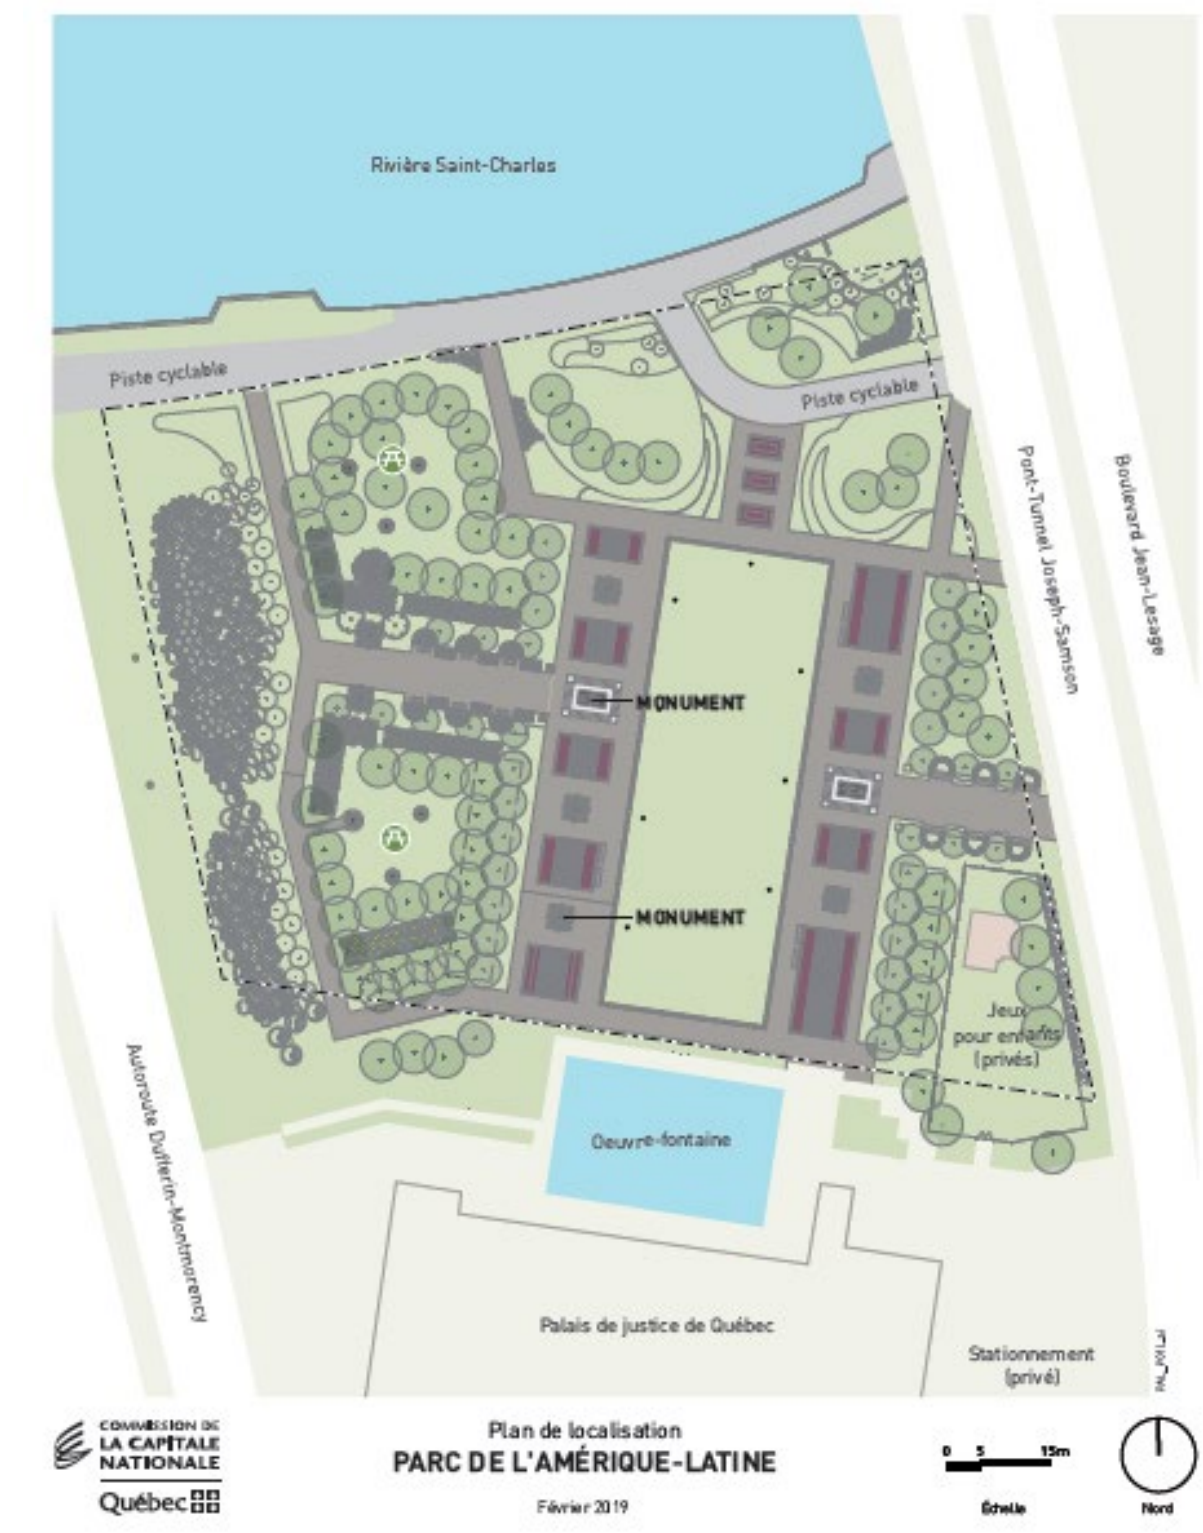 Rivière Saint-Charles
Piste cyclable
Piste cyclable
Pont-Tunnel Joseph-Samson
Boulevard Jean-Lesage
MONUMENT
MONUMENT
Jeux
pour enfants
(privés)
Autoroute Dufferin-Montmorency
Oeuvre-fontaine
Palais de justice de Québec
Stationnement
(privé)
COMMISSION DE
LA CAPITALE
NATIONALE
Québec
Plan de localisation
PARC DE L'AMÉRIQUE-LATINE
Février 2019
0 5 15m
Échelle
Nord